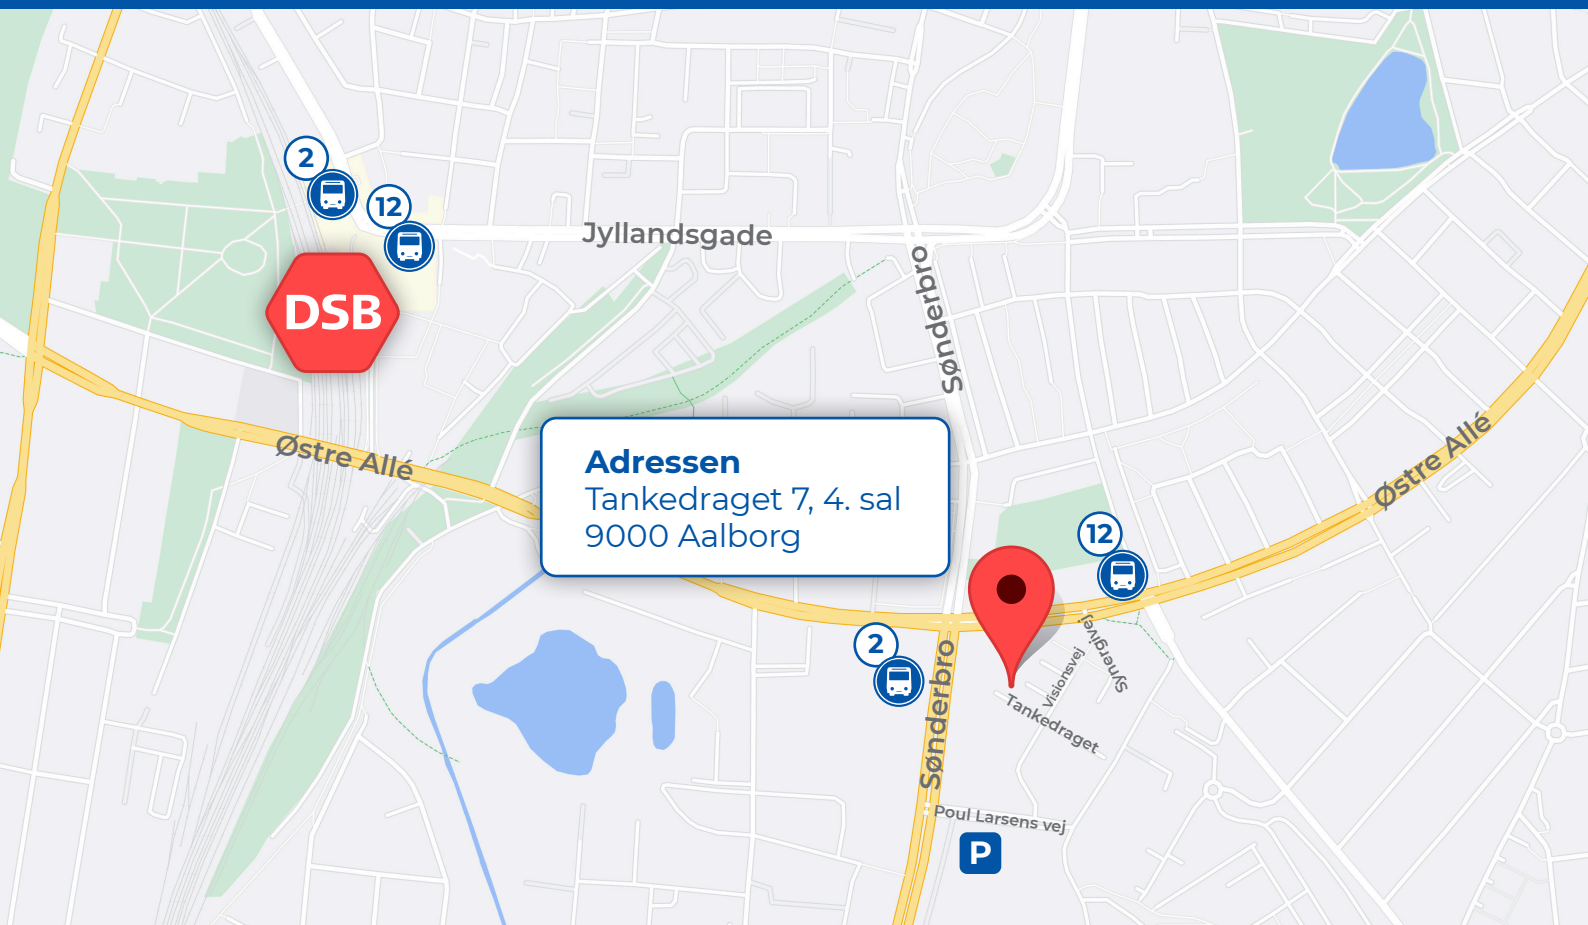 2
12
Jyllandsgade
Sønderbro
DSB
Østre Allé
Adressen
Tankedraget 7, 4. sal
9000 Aalborg
Østre Allé
12
2
Sønderbro
Synergivej
Visionsvej
Tankedraget
Poul Larsens vej
P